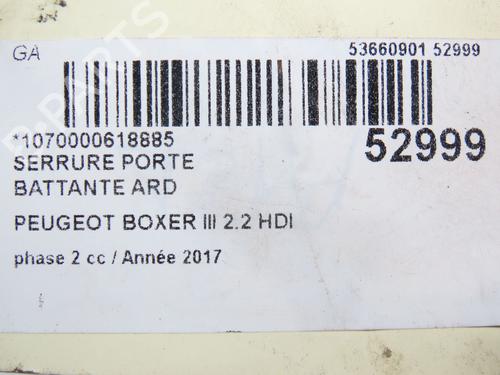 GA 53660901 52999
*1070000618885 52999
SERRURE PORTE
BATTANTE ARD
PEUGEOT BOXER III 2.2 HDI
phase 2 cc / Année 2017